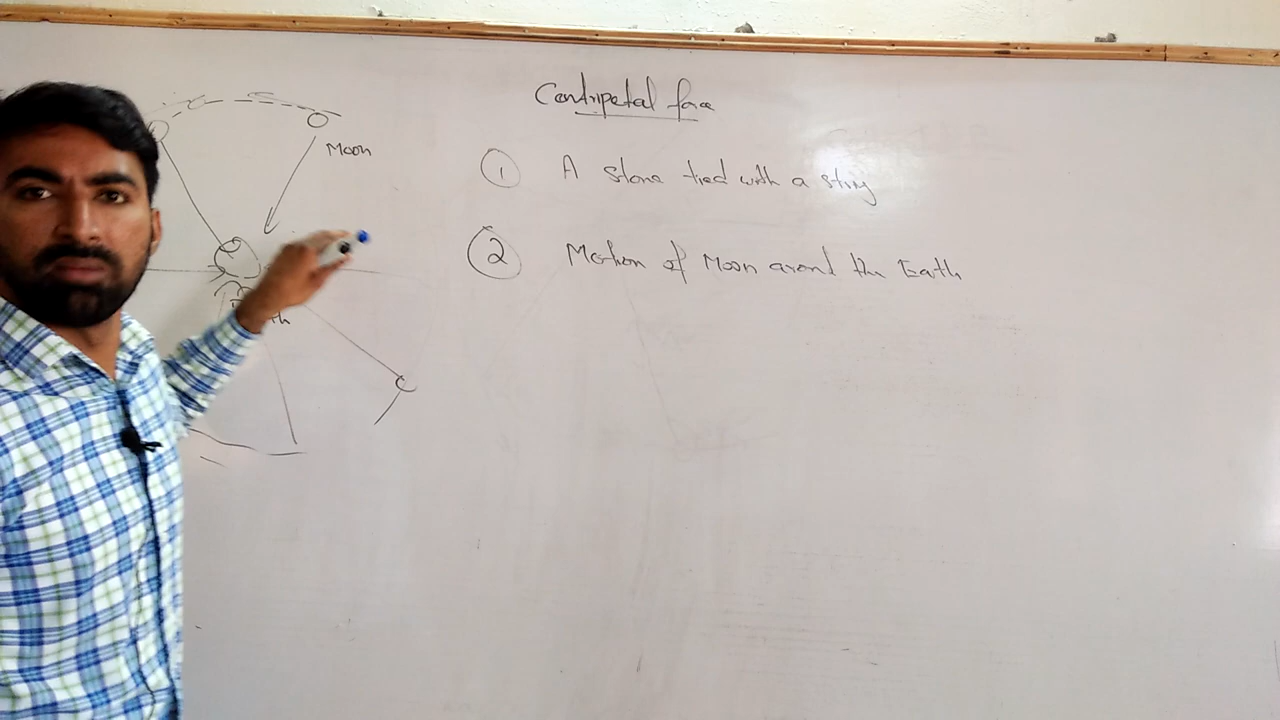 Centripetal force
Moon
① A stone tied with a string
② Motion of Moon around the Earth